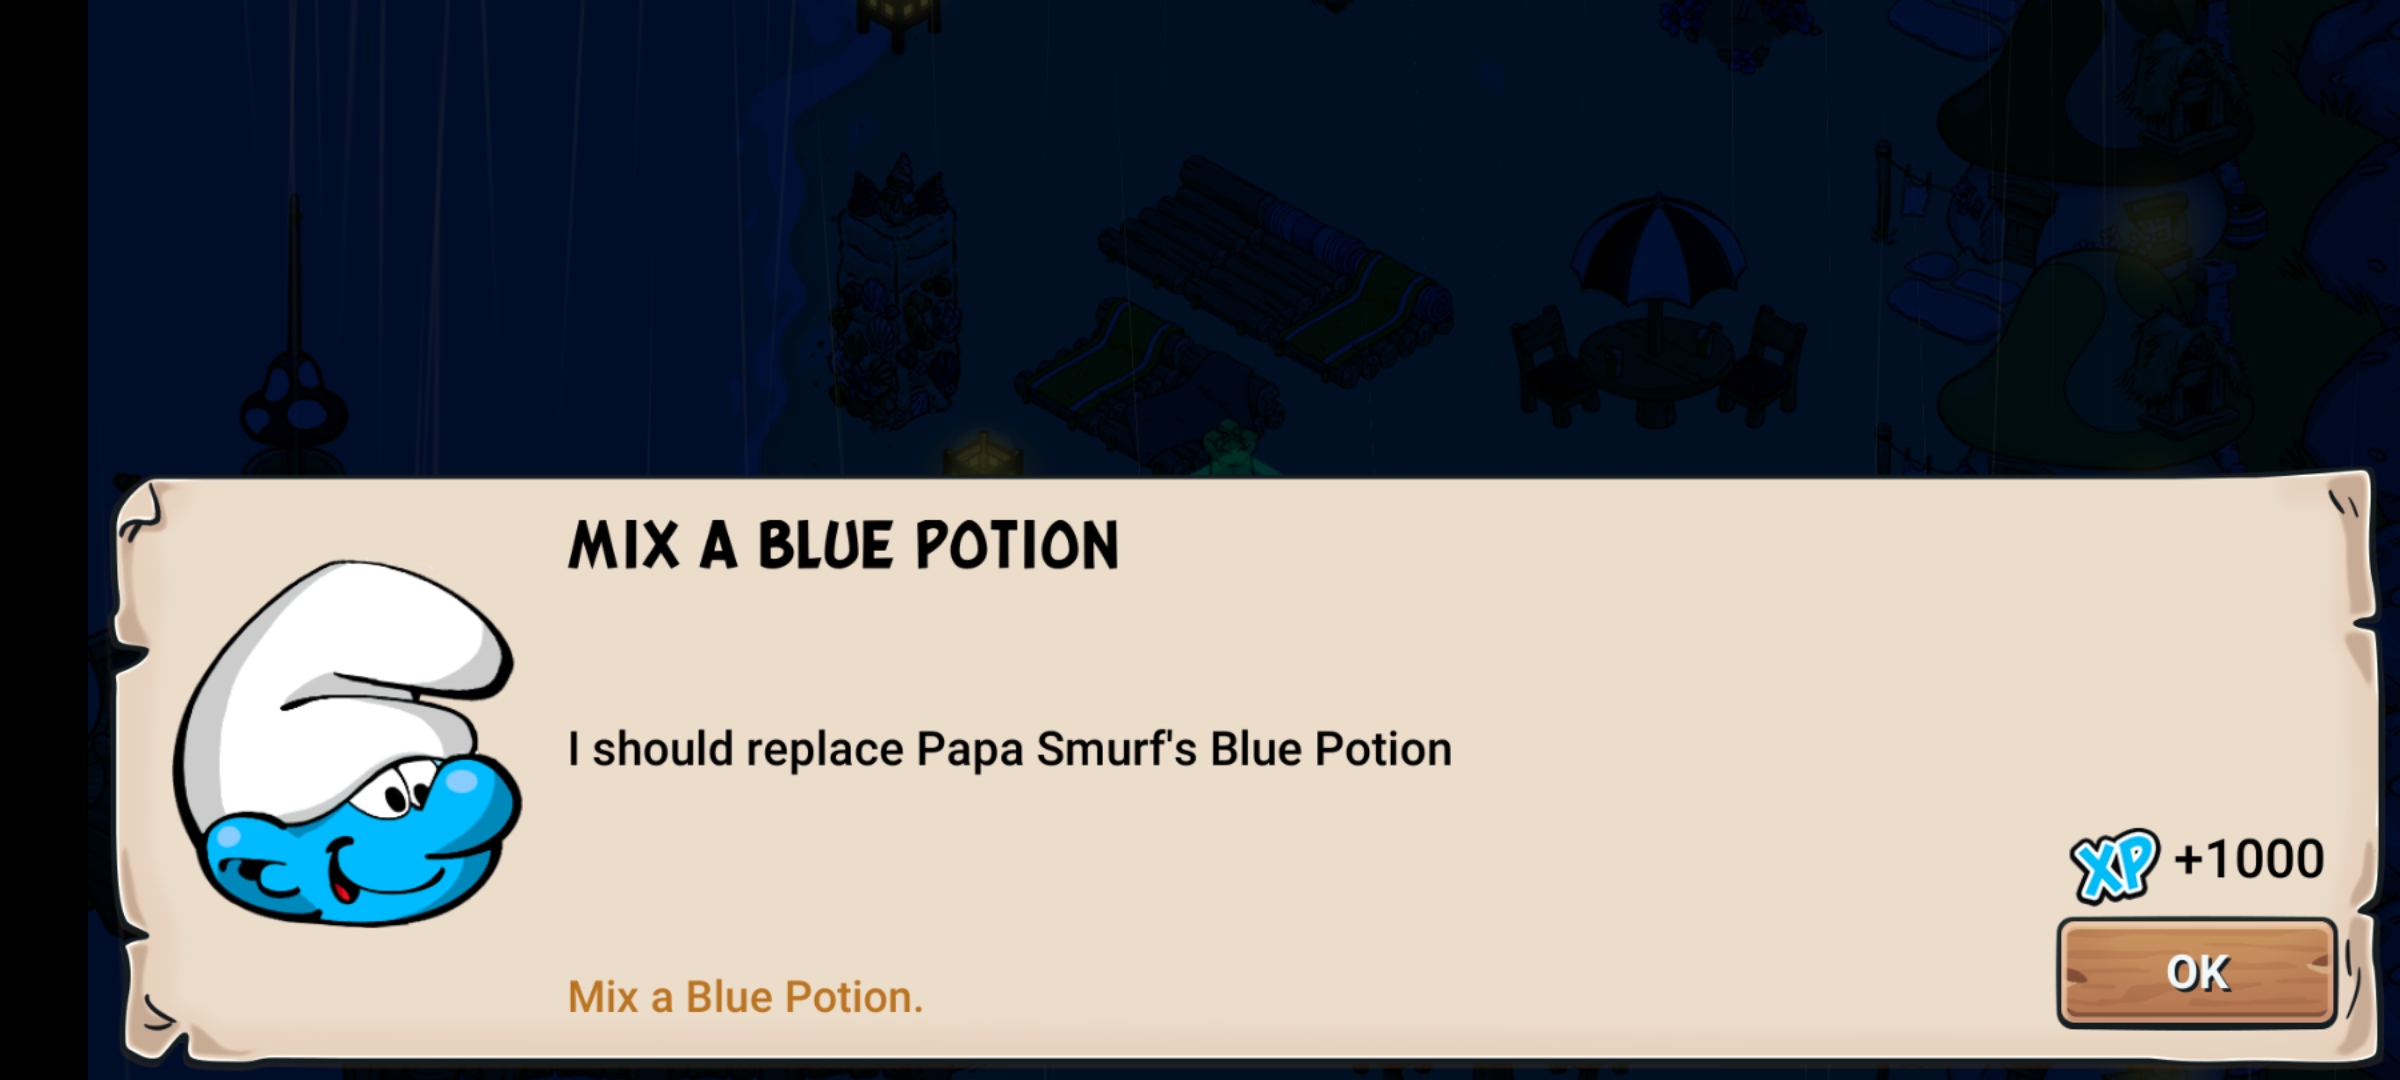 MIX A BLUE POTION
I should replace Papa Smurf's Blue Potion
XP +1000
Mix a Blue Potion.
OK